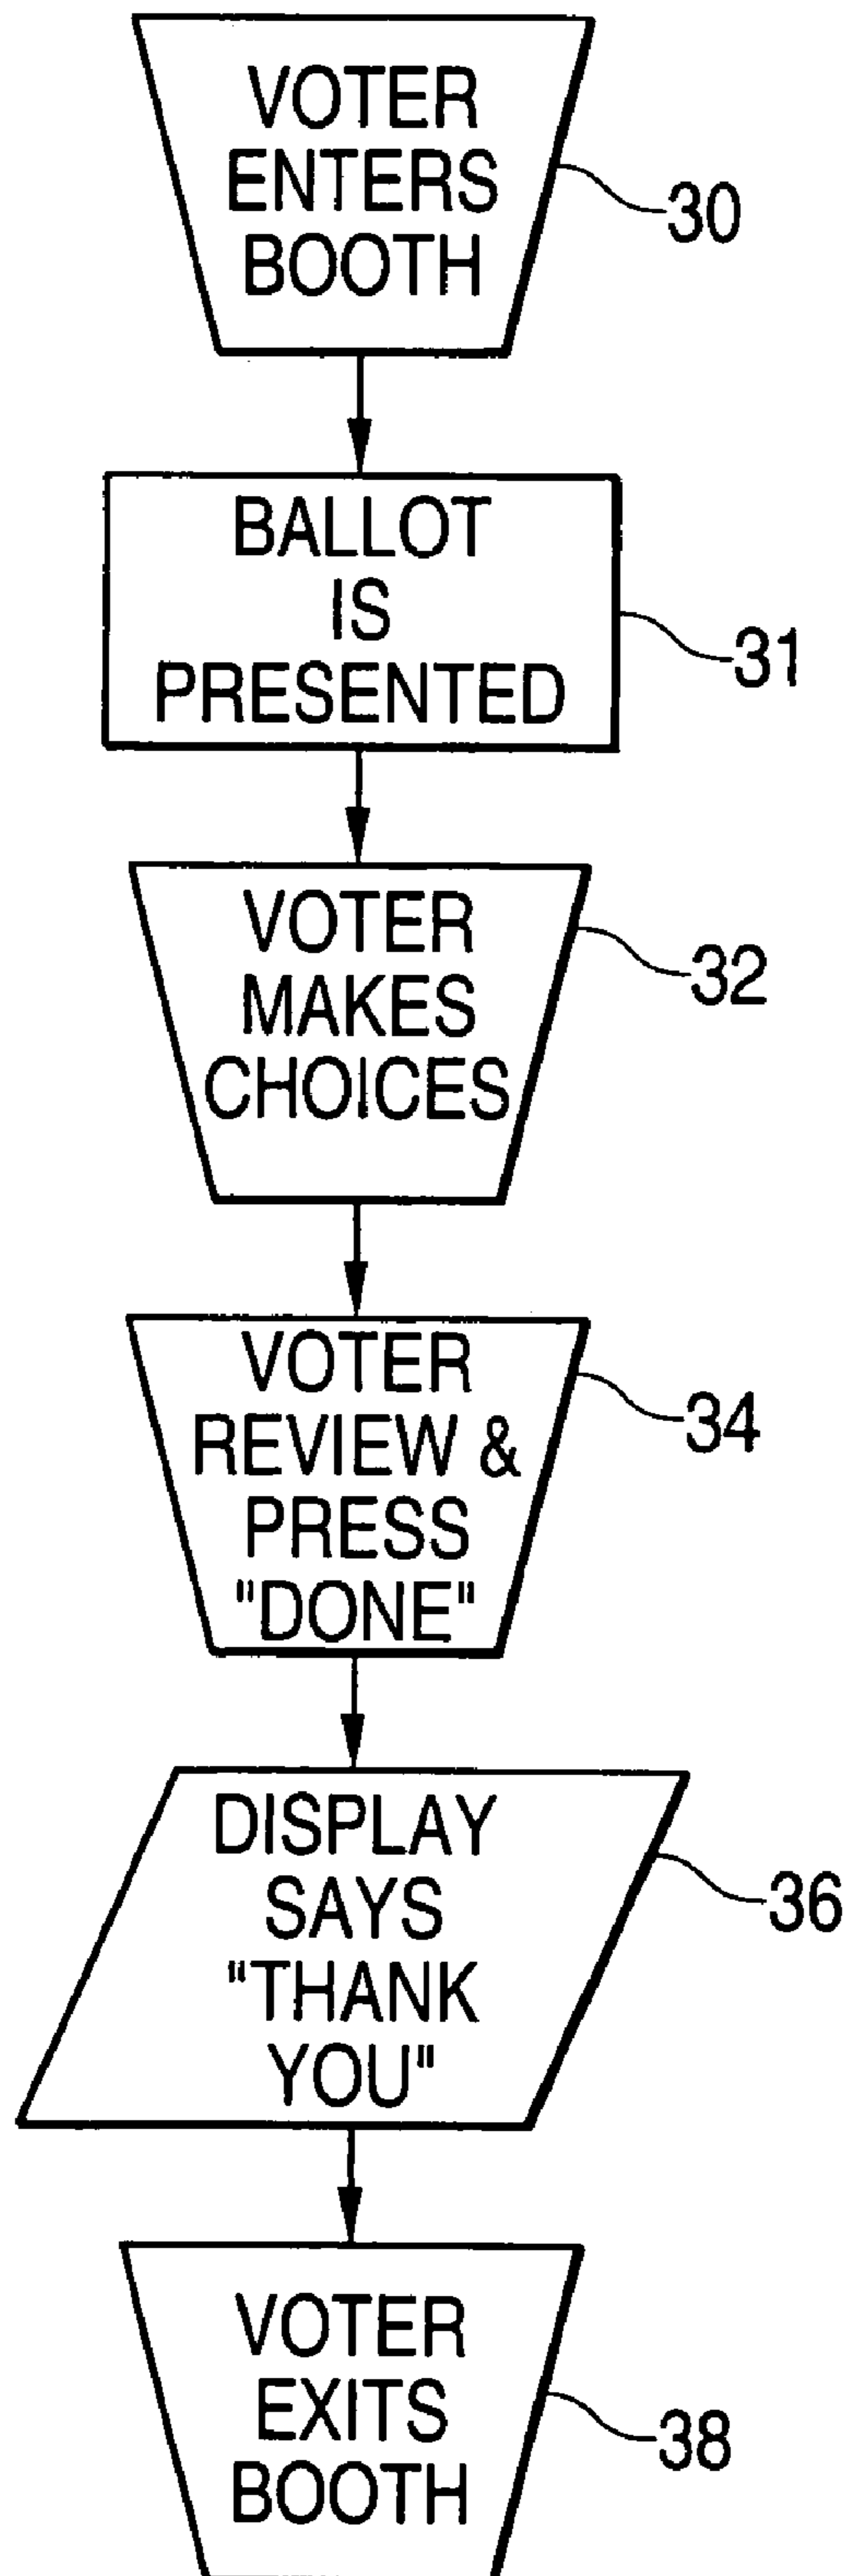 VOTER
ENTERS
BOOTH
30
BALLOT
IS
PRESENTED
31
VOTER
MAKES
CHOICES
32
VOTER
REVIEW &
PRESS
"DONE"
34
DISPLAY
SAYS
"THANK
YOU"
36
VOTER
EXITS
BOOTH
38